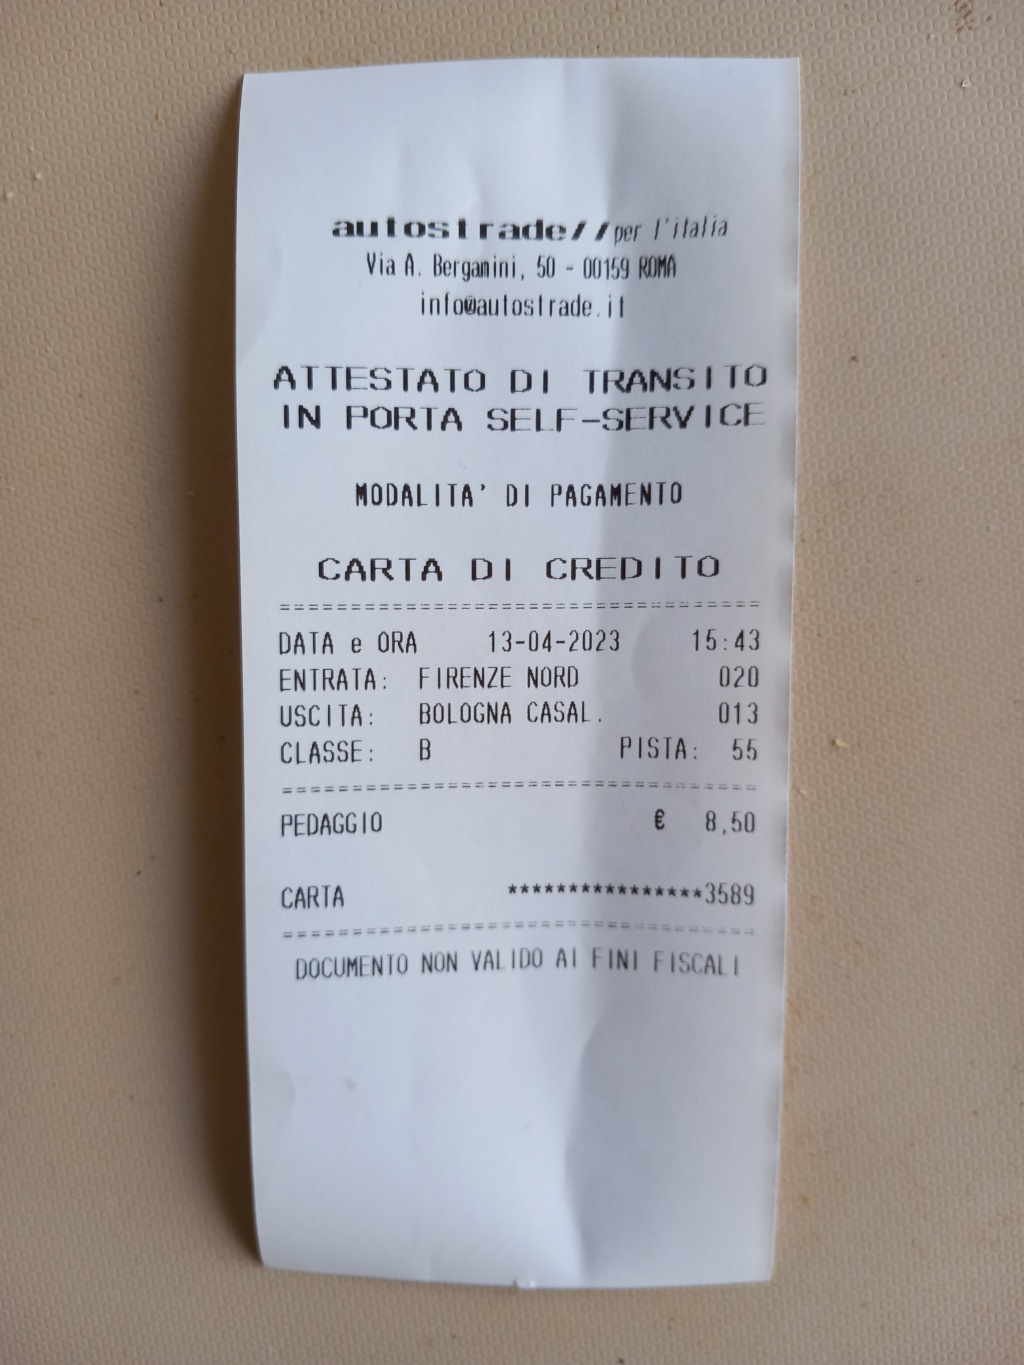 autostrade//per l'italia
Via A. Bergamini, 50 - 00159 ROMA
info@autostrade.it
ATTESTATO DI TRANSITO
IN PORTA SELF-SERVICE
MODALITA' DI PAGAMENTO
CARTA DI CREDITO
==================================
DATA e ORA 13-04-2023 15:43
ENTRATA: FIRENZE NORD 020
USCITA: BOLOGNA CASAL. 013
CLASSE: B PISTA: 55
==================================
PEDAGGIO € 8,50
CARTA ****************3589
==================================
DOCUMENTO NON VALIDO AI FINI FISCALI